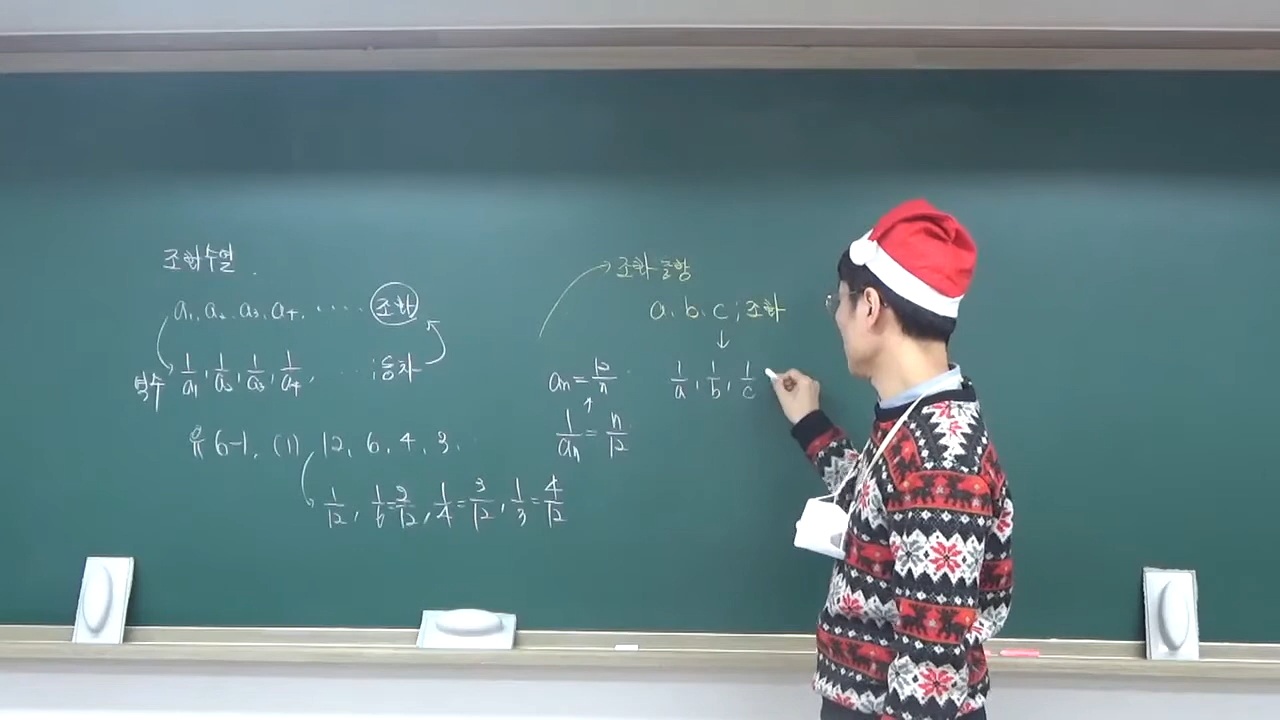 조화수열.
a₁, a₂, a₃, a₄, ····· 조화
역수 1/a₁, 1/a₂, 1/a₃, 1/a₄, ··· ; 등차
예 6-1, (1) 12, 6, 4, 3, ··
1/12, 1/6=2/12, 1/4=3/12, 1/3=4/12
aₙ=12/n
↑
1/aₙ=n/12
조화중항
a, b, c ; 조화
↓
1/a, 1/b, 1/c